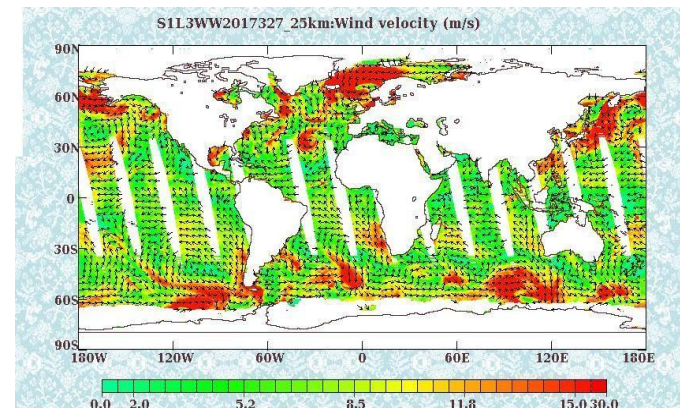 S1L3WW2017327_25km:Wind velocity (m/s)
90N
60N
30N
0
30S
60S
90S
180W 120W 60W 0 60E 120E 180E
0.0 2.0 5.2 8.5 11.8 15.0 30.0